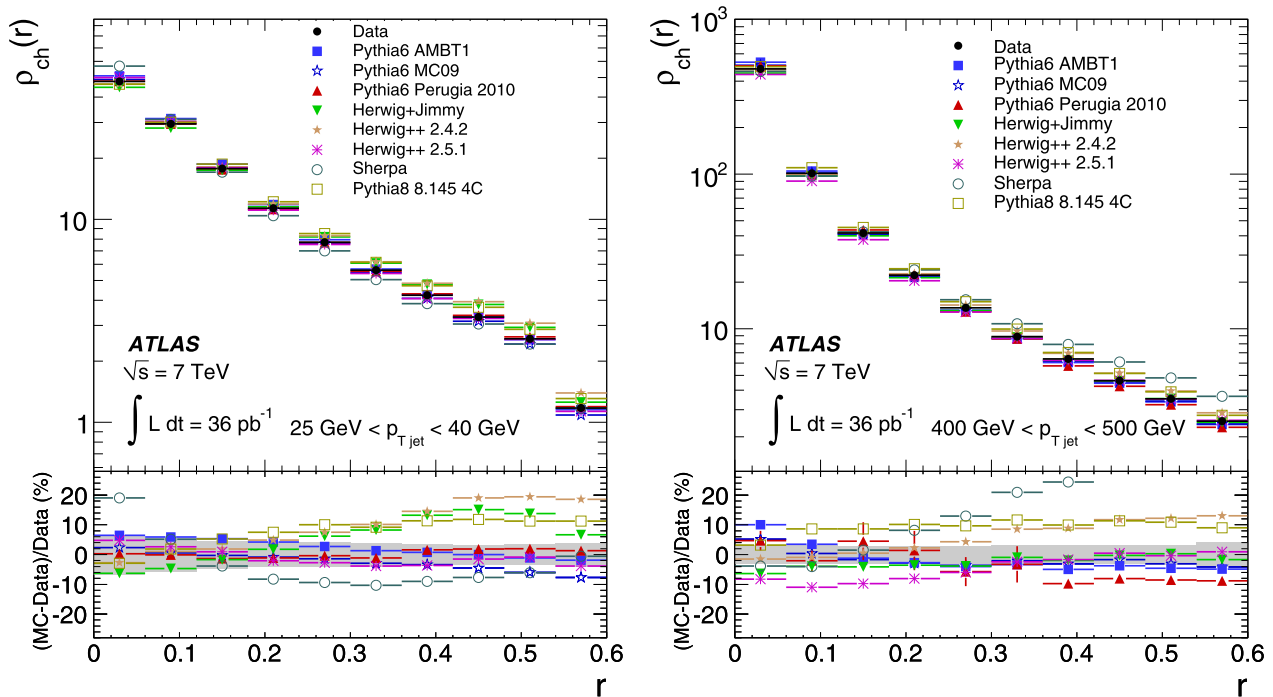 ρch(r)
10
1
Data
Pythia6 AMBT1
Pythia6 MC09
Pythia6 Perugia 2010
Herwig+Jimmy
Herwig++ 2.4.2
Herwig++ 2.5.1
Sherpa
Pythia8 8.145 4C
ATLAS
√s = 7 TeV
∫ L dt = 36 pb⁻¹
25 GeV < pT jet < 40 GeV
(MC-Data)/Data (%)
20
10
0
-10
-20
0 0.1 0.2 0.3 0.4 0.5 0.6
r
ρch(r)
10³
10²
10
Data
Pythia6 AMBT1
Pythia6 MC09
Pythia6 Perugia 2010
Herwig+Jimmy
Herwig++ 2.4.2
Herwig++ 2.5.1
Sherpa
Pythia8 8.145 4C
ATLAS
√s = 7 TeV
∫ L dt = 36 pb⁻¹
400 GeV < pT jet < 500 GeV
(MC-Data)/Data (%)
20
10
0
-10
-20
0 0.1 0.2 0.3 0.4 0.5 0.6
r